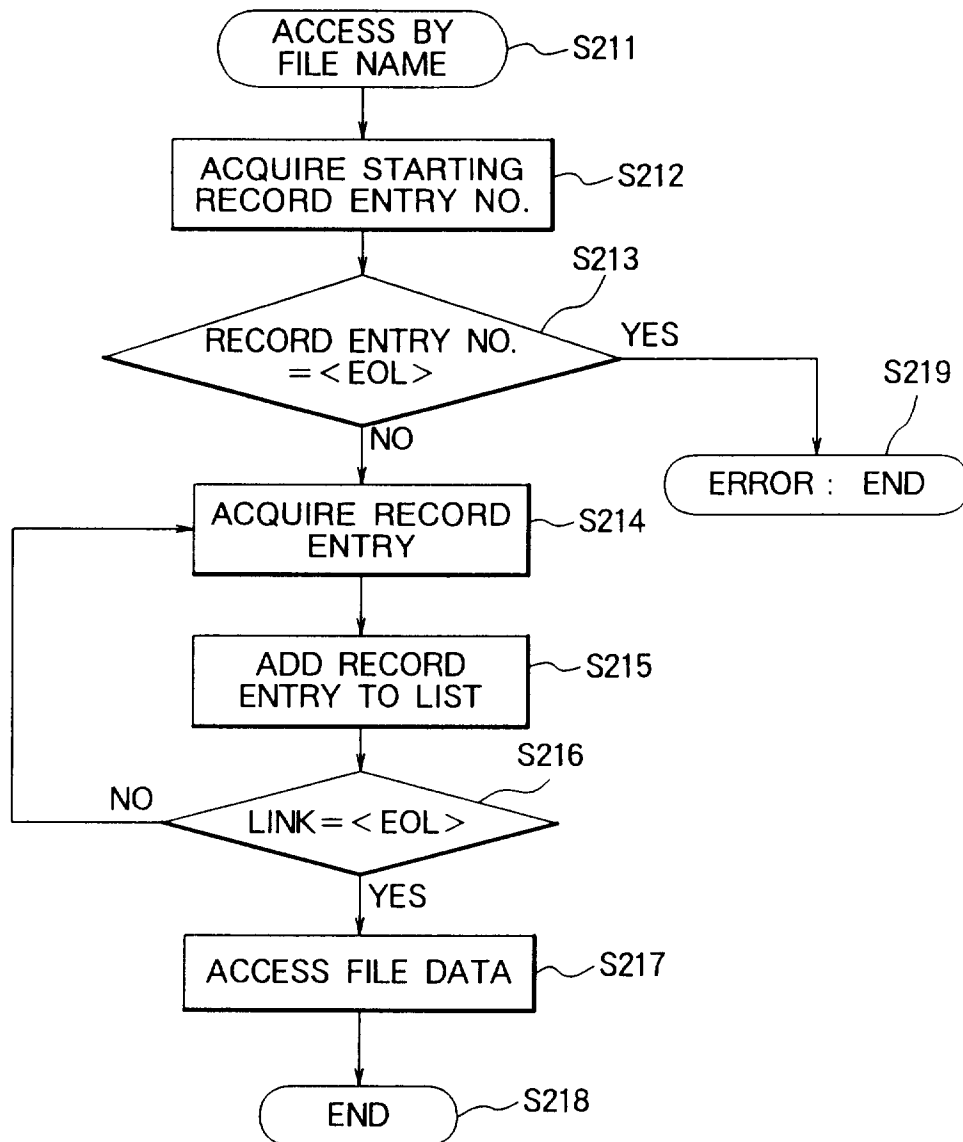 ACCESS BY
FILE NAME
S211
ACQUIRE STARTING
RECORD ENTRY NO.
S212
S213
RECORD ENTRY NO.
=<EOL>
YES
S219
NO
ERROR : END
ACQUIRE RECORD
ENTRY
S214
ADD RECORD
ENTRY TO LIST
S215
S216
NO
LINK=<EOL>
YES
ACCESS FILE DATA
S217
END
S218